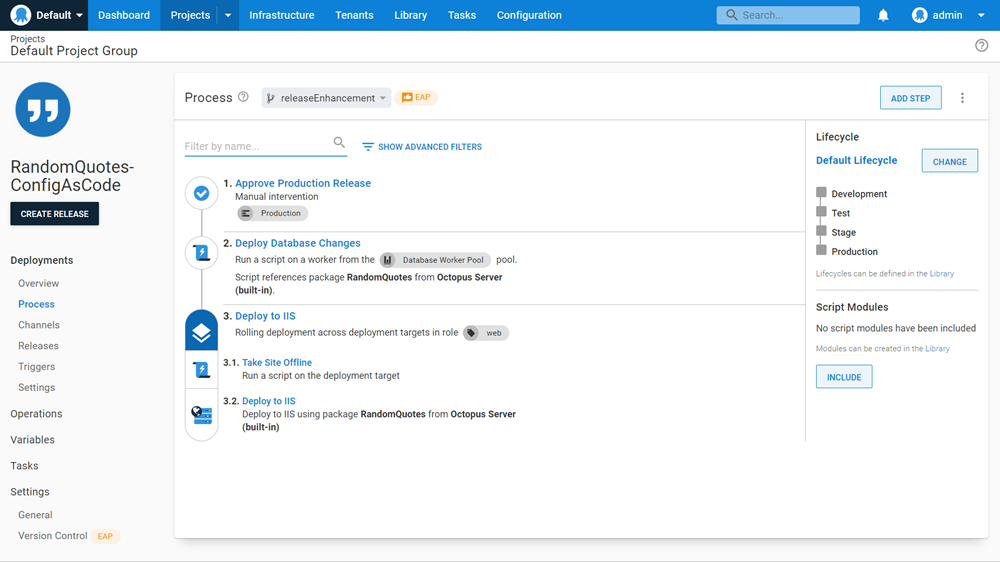 Default
Dashboard
Projects
Infrastructure
Tenants
Library
Tasks
Configuration
Search...
admin
Projects
Default Project Group
RandomQuotes-
ConfigAsCode
CREATE RELEASE
Deployments
Overview
Process
Channels
Releases
Triggers
Settings
Operations
Variables
Tasks
Settings
General
Version Control EAP
Process
releaseEnhancement
EAP
ADD STEP
Filter by name...
SHOW ADVANCED FILTERS
1. Approve Production Release
Manual intervention
Production
2. Deploy Database Changes
Run a script on a worker from the Database Worker Pool pool.
Script references package RandomQuotes from Octopus Server
(built-in).
3. Deploy to IIS
Rolling deployment across deployment targets in role web
3.1. Take Site Offline
Run a script on the deployment target
3.2. Deploy to IIS
Deploy to IIS using package RandomQuotes from Octopus Server
(built-in)
Lifecycle
Default Lifecycle
CHANGE
Development
Test
Stage
Production
Lifecycles can be defined in the Library
Script Modules
No script modules have been included
Modules can be created in the Library
INCLUDE